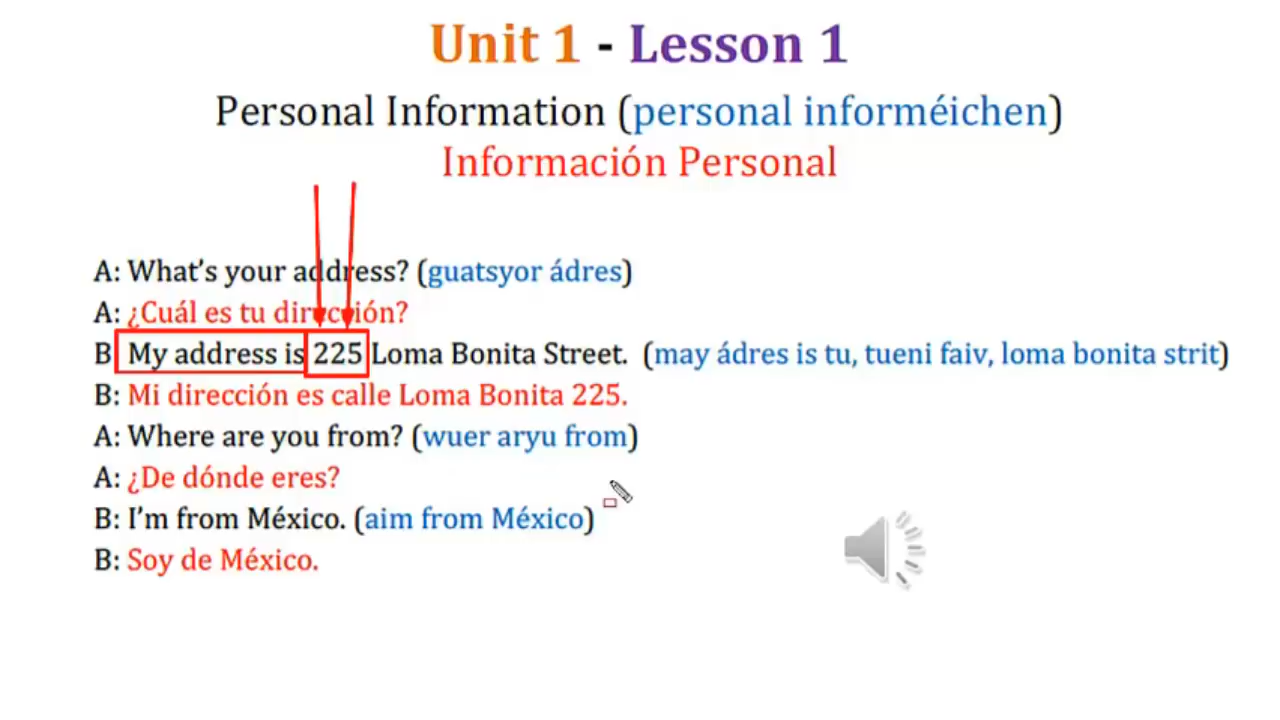 Unit 1 - Lesson 1
Personal Information (personal informéichen)
Información Personal
A: What's your address? (guatsyor ádres)
A: ¿Cuál es tu dirección?
B My address is 225 Loma Bonita Street. (may ádres is tu, tueni faiv, loma bonita strit)
B: Mi dirección es calle Loma Bonita 225.
A: Where are you from? (wuer aryu from)
A: ¿De dónde eres?
B: I'm from México. (aim from México)
B: Soy de México.